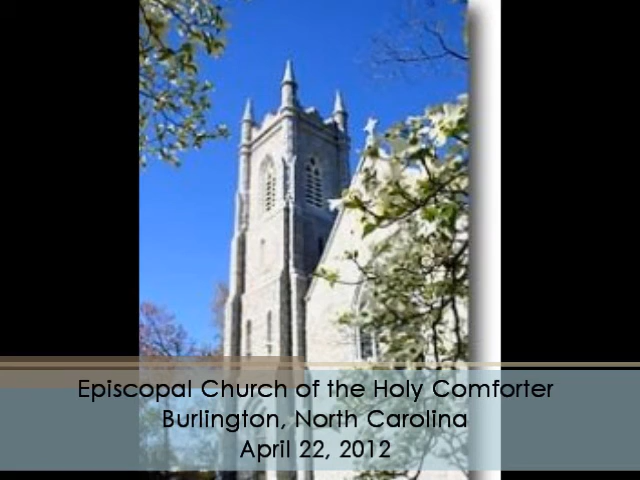 Episcopal Church of the Holy Comforter
Burlington, North Carolina
April 22, 2012